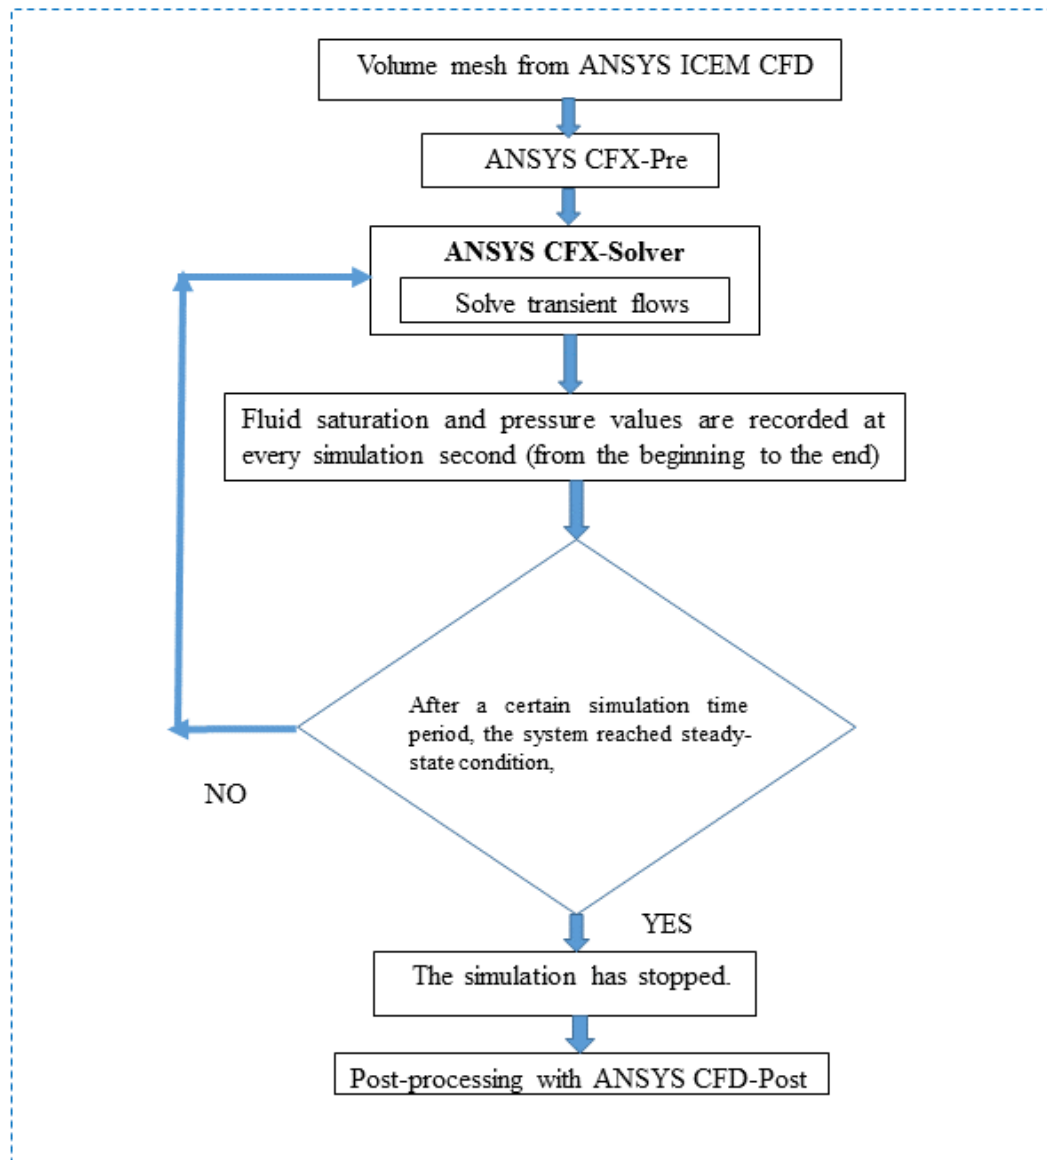 Volume mesh from ANSYS ICEM CFD
ANSYS CFX-Pre
ANSYS CFX-Solver
Solve transient flows
Fluid saturation and pressure values are recorded at
every simulation second (from the beginning to the end)
After a certain simulation time
period, the system reached steady-
state condition,
NO
YES
The simulation has stopped.
Post-processing with ANSYS CFD-Post